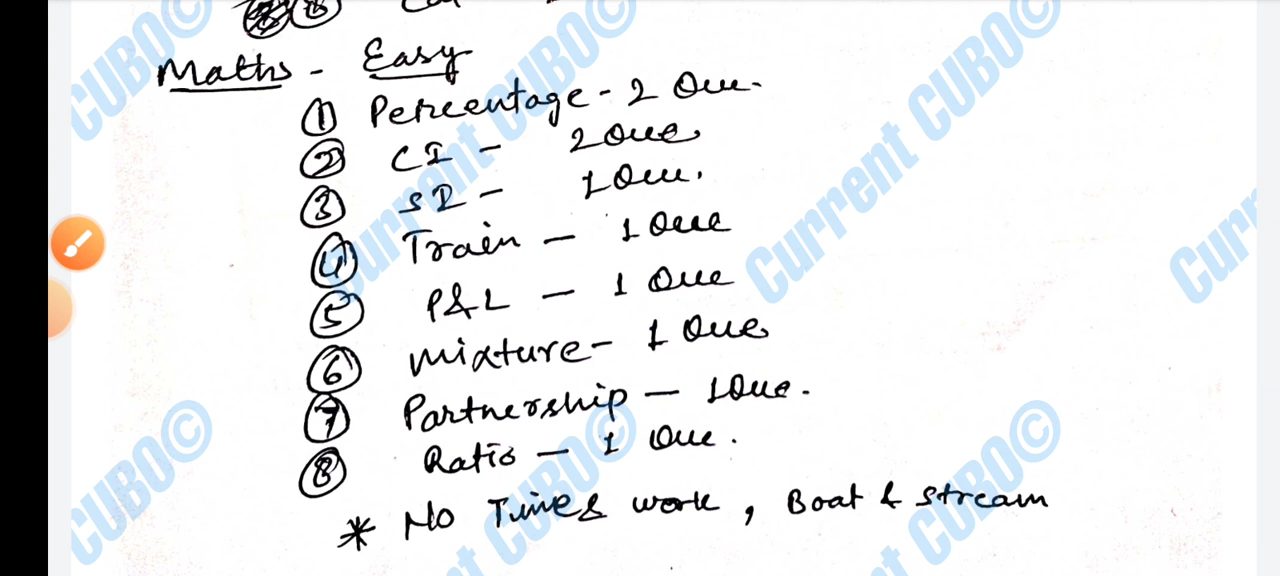 Maths - Easy
① Percentage - 2 Que.
② CI - 2 Que
③ SI - 1 Que.
④ Train - 1 Que
⑤ P&L - 1 Que
⑥ Mixture - 1 Que
⑦ Partnership - 1 Que.
⑧ Ratio - 1 Que.
* No Time & work, Boat & stream
Current CUBO©